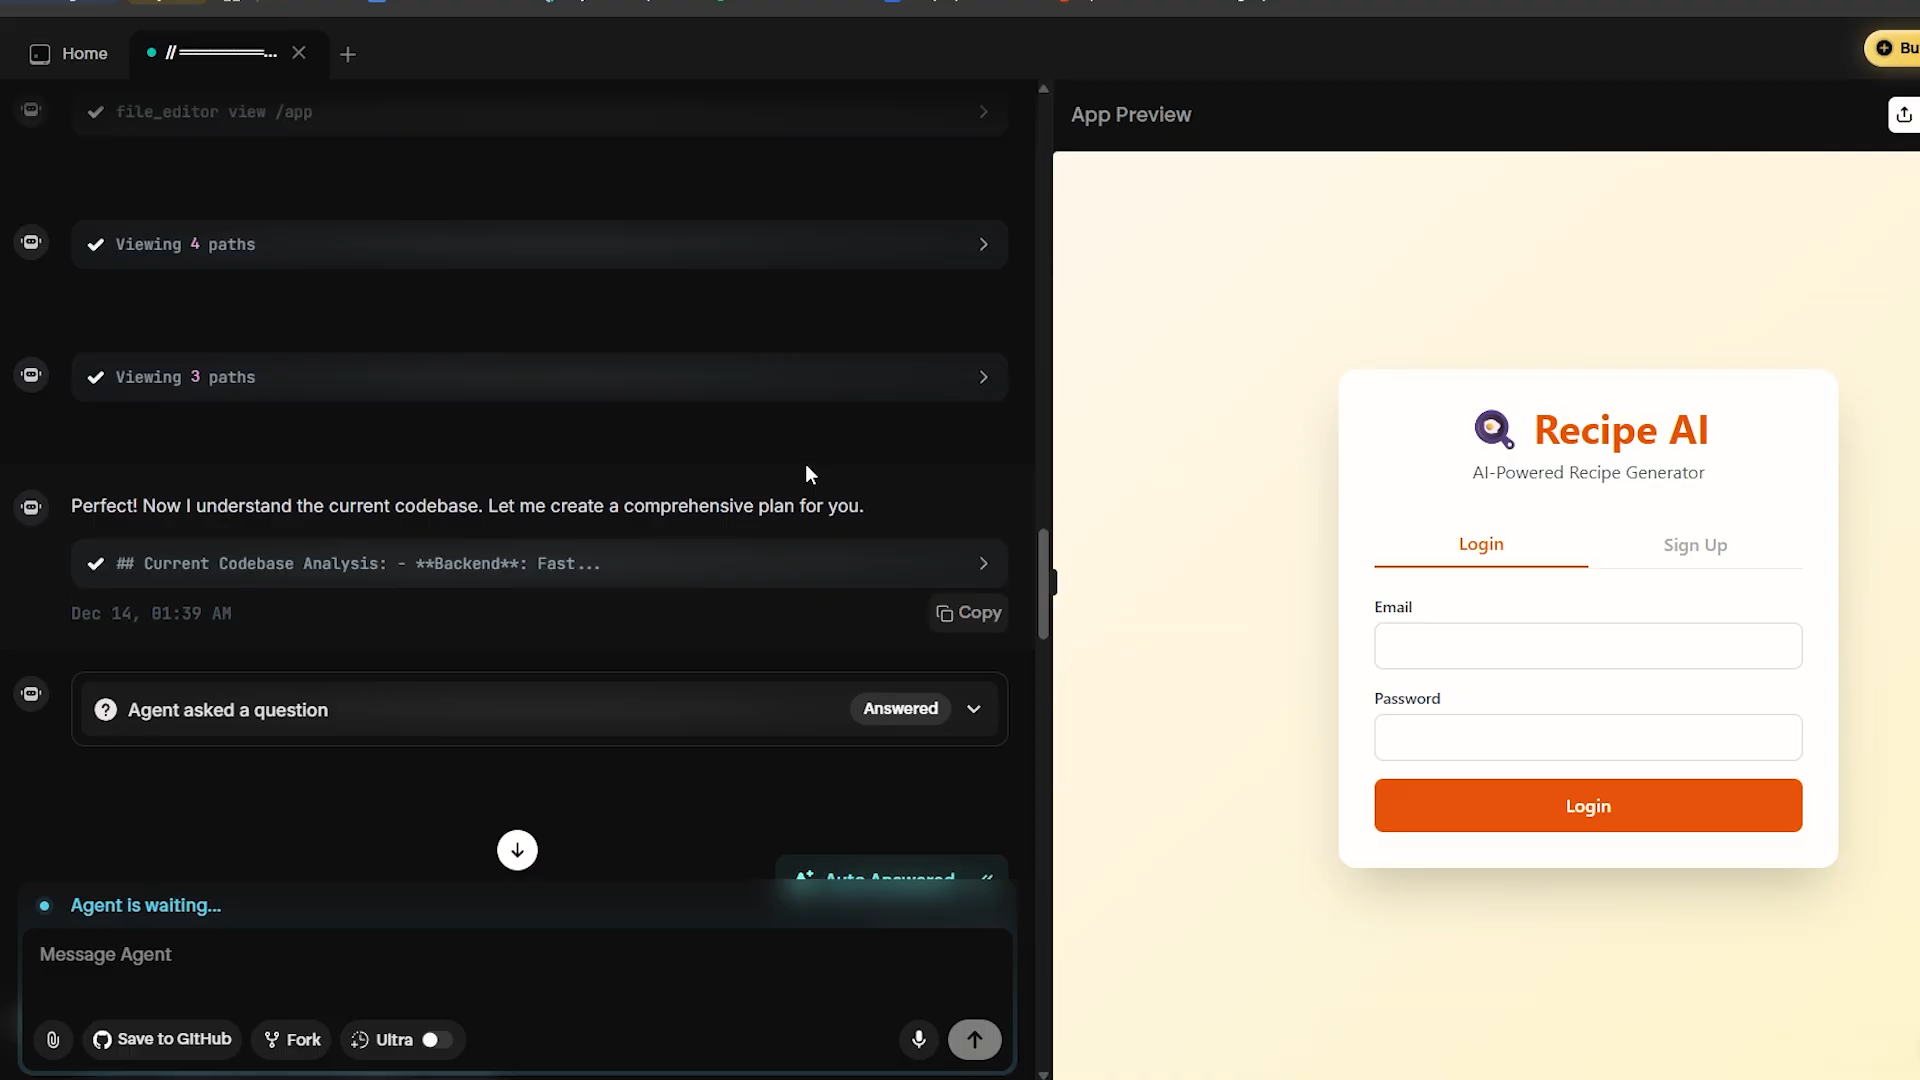 Home
//═══════════...
Bu
file_editor view /app
App Preview
Viewing 4 paths
Viewing 3 paths
Perfect! Now I understand the current codebase. Let me create a comprehensive plan for you.
## Current Codebase Analysis: - **Backend**: Fast...
Dec 14, 01:39 AM
Copy
Agent asked a question
Answered
Auto Answered
Agent is waiting...
Message Agent
Save to GitHub
Fork
Ultra
Recipe AI
AI-Powered Recipe Generator
Login
Sign Up
Email
Password
Login